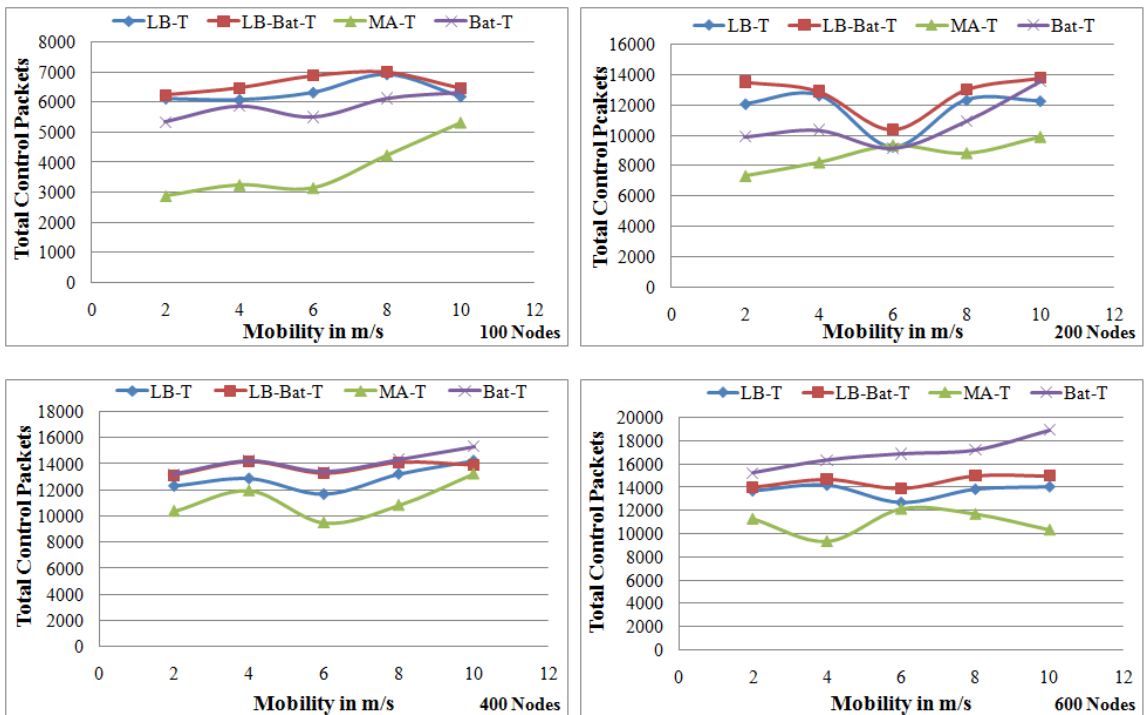 LB-T LB-Bat-T MA-T Bat-T
Total Control Packets
8000
7000
6000
5000
4000
3000
2000
1000
0
0 2 4 6 8 10 12
Mobility in m/s
100 Nodes
LB-T LB-Bat-T MA-T Bat-T
Total Control Pcakets
16000
14000
12000
10000
8000
6000
4000
2000
0
0 2 4 6 8 10 12
Mobility in m/s
200 Nodes
LB-T LB-Bat-T MA-T Bat-T
Total Control Packets
18000
16000
14000
12000
10000
8000
6000
4000
2000
0
0 2 4 6 8 10 12
Mobility in m/s
400 Nodes
LB-T LB-Bat-T MA-T Bat-T
Total Control Packets
20000
18000
16000
14000
12000
10000
8000
6000
4000
2000
0
0 2 4 6 8 10 12
Mobility in m/s
600 Nodes